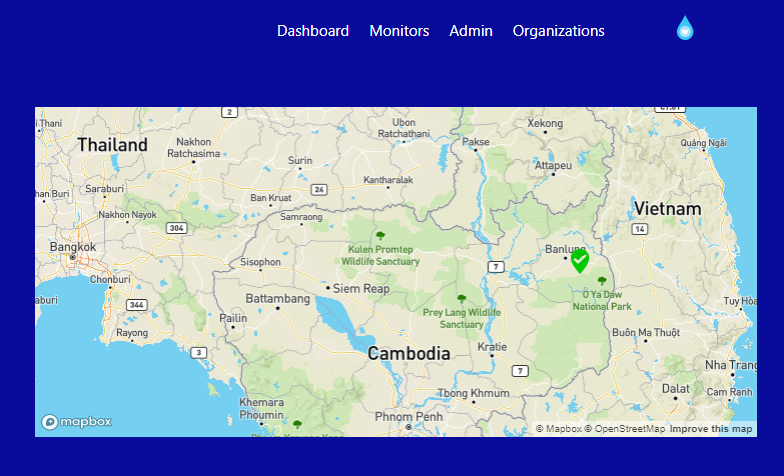 Dashboard Monitors Admin Organizations
2
Ubon
Ratchathani
Xekong
Thailand
Nakhon
Ratchasima
Pakse
Quảng Ngãi
Surin
Attapeu
Kantharalak
Saraburi
24
Ban Kruat
Vietnam
Nakhon Nayok
Samraong
304
14
Bangkok
Kulen Promtep
Wildlife Sanctuary
Banlung
Sisophon
7
Chonburi
Siem Reap
O Ya Daw
National Park
Battambang
344
Prey Lang Wildlife
Sanctuary
Tuy Hòa
Pailin
Rayong
Buôn Ma Thuột
3
Cambodia
Kratie
Nha Trang
7
Tbong Khmum
Dalat
Cam Ranh
Khemara
Phoumin
Phnom Penh
mapbox
© Mapbox © OpenStreetMap Improve this map